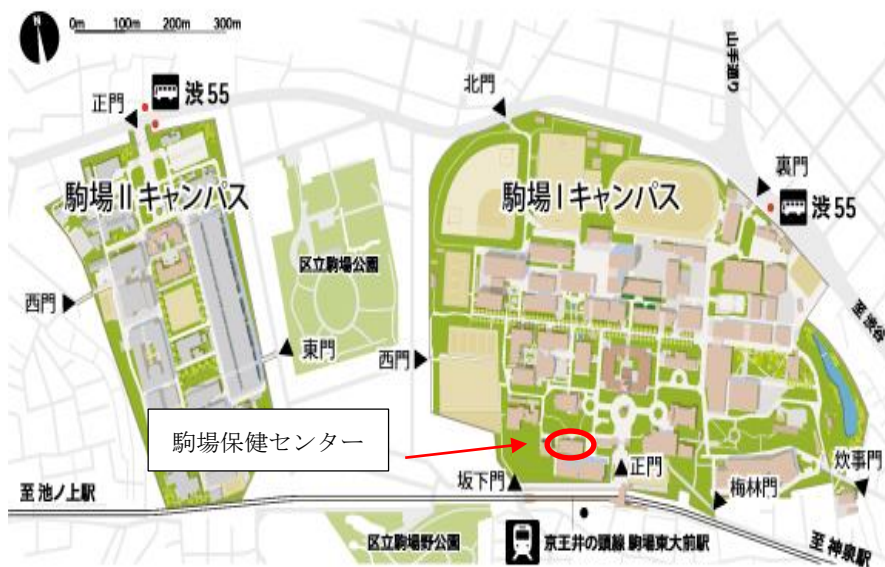 N
0m 100m 200m 300m
正門
渋55
北門
山手通り
裏門
渋55
駒場Ⅱキャンパス
駒場Ⅰキャンパス
区立駒場公園
西門
東門
西門
至 渋谷
駒場保健センター
坂下門
正門
梅林門
炊事門
至 池ノ上駅
区立駒場野公園
京王井の頭線 駒場東大前駅
至 神泉駅